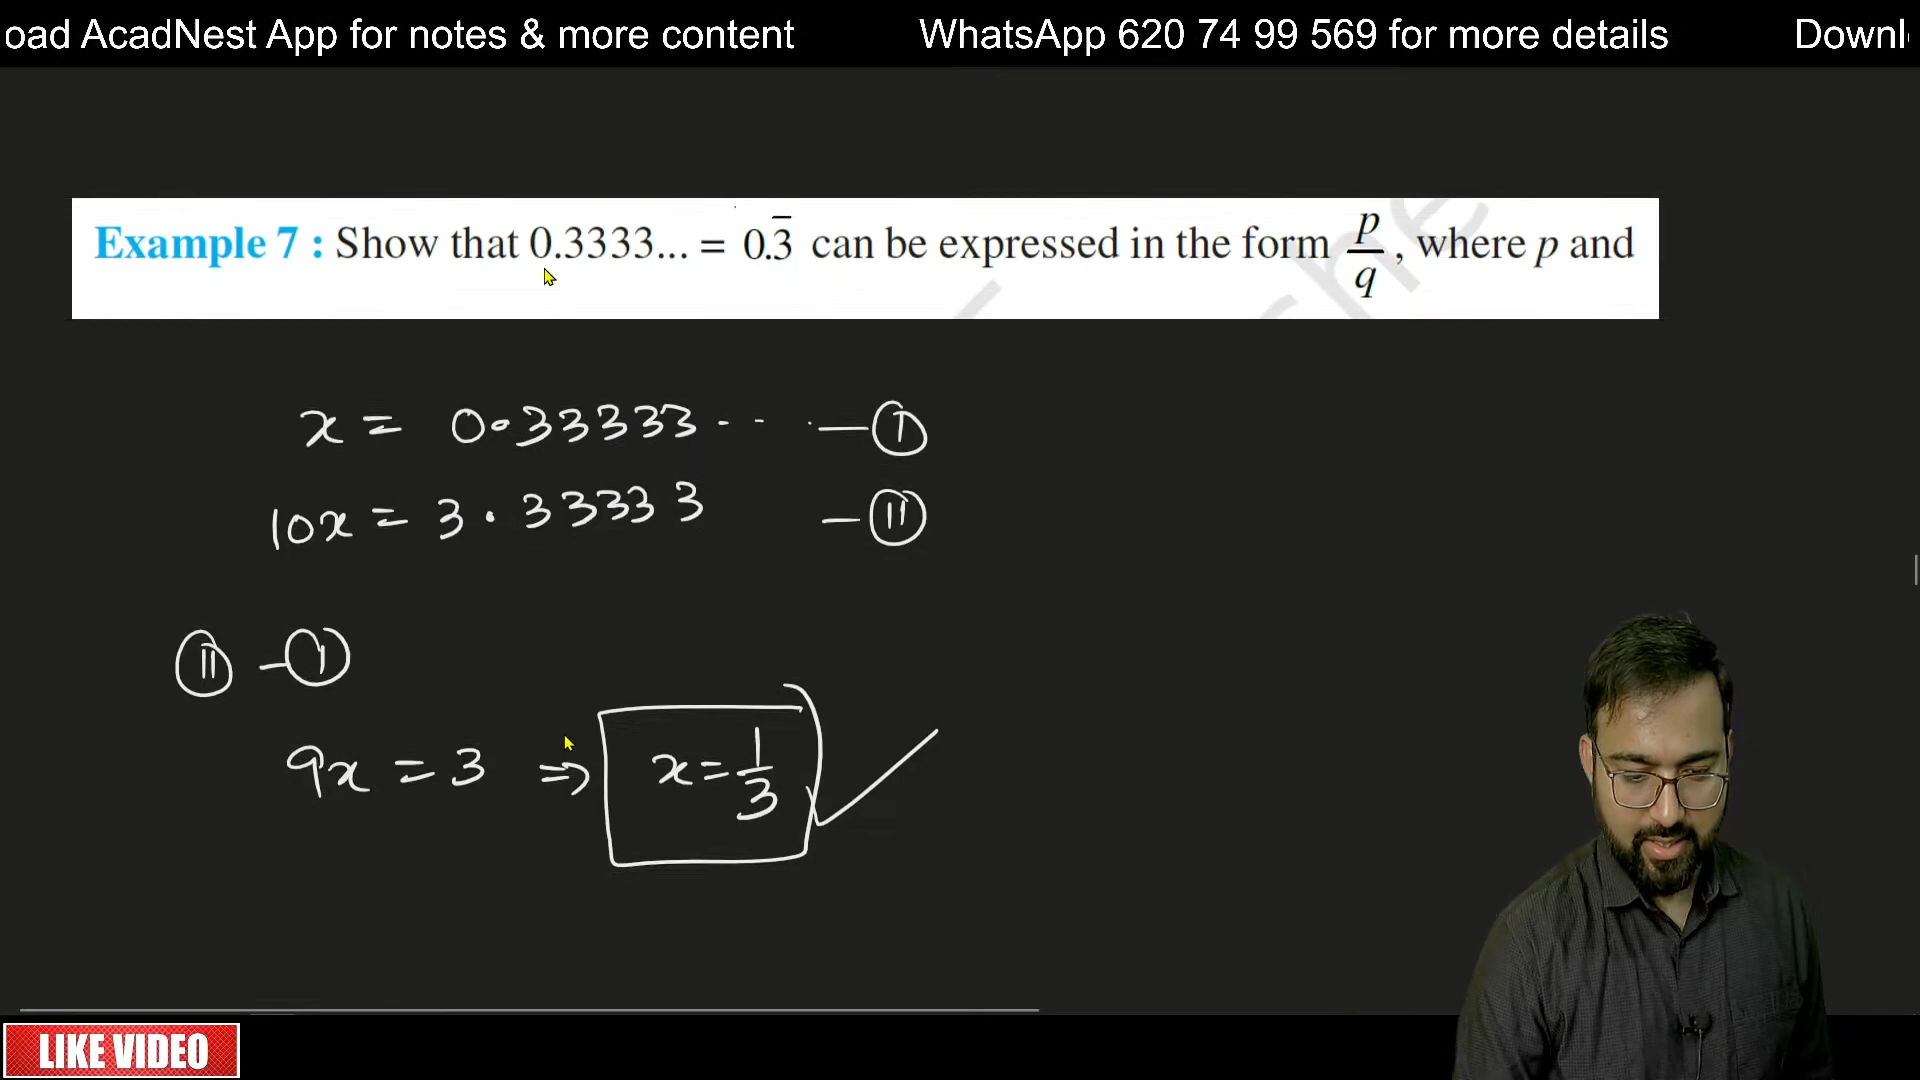 oad AcadNest App for notes & more content WhatsApp 620 74 99 569 for more details Downl
Example 7 : Show that 0.3333... = 0.3̅ can be expressed in the form p/q, where p and
x = 0.33333... —Ⓘ
10x = 3.33333 —(II)
(II) - (I)
9x = 3 ⇒ x = 1/3 ✓
LIKE VIDEO